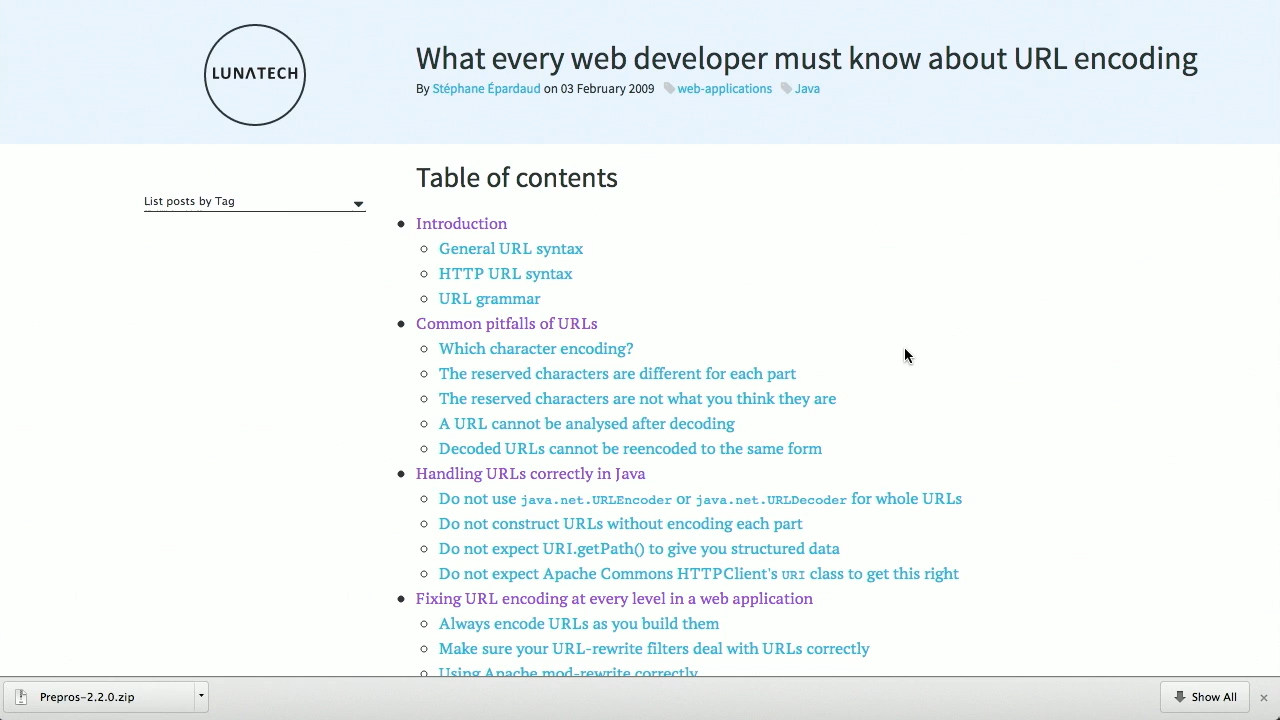 LUNΛTECH
What every web developer must know about URL encoding
By Stéphane Épardaud on 03 February 2009 web-applications Java
Table of contents
List posts by Tag
Introduction
General URL syntax
HTTP URL syntax
URL grammar
Common pitfalls of URLs
Which character encoding?
The reserved characters are different for each part
The reserved characters are not what you think they are
A URL cannot be analysed after decoding
Decoded URLs cannot be reencoded to the same form
Handling URLs correctly in Java
Do not use java.net.URLEncoder or java.net.URLDecoder for whole URLs
Do not construct URLs without encoding each part
Do not expect URI.getPath() to give you structured data
Do not expect Apache Commons HTTPClient's URI class to get this right
Fixing URL encoding at every level in a web application
Always encode URLs as you build them
Make sure your URL-rewrite filters deal with URLs correctly
Using Apache mod-rewrite correctly
Prepros-2.2.0.zip
Show All